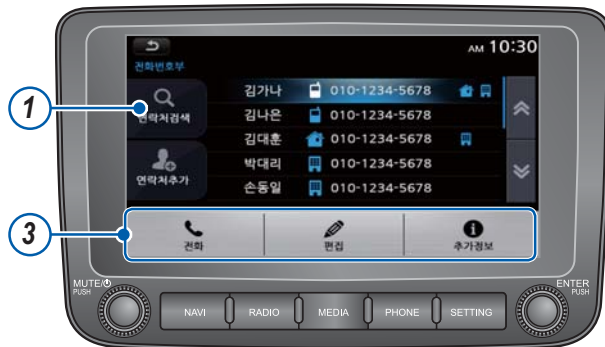 AM 10:30
전화번호부
1
연락처검색
김가나 010-1234-5678
김나은 010-1234-5678
김대훈 010-1234-5678
박대리 010-1234-5678
연락처추가
손동일 010-1234-5678
3
전화 편집 추가정보
MUTE/
PUSH
ENTER
PUSH
NAVI RADIO MEDIA PHONE SETTING